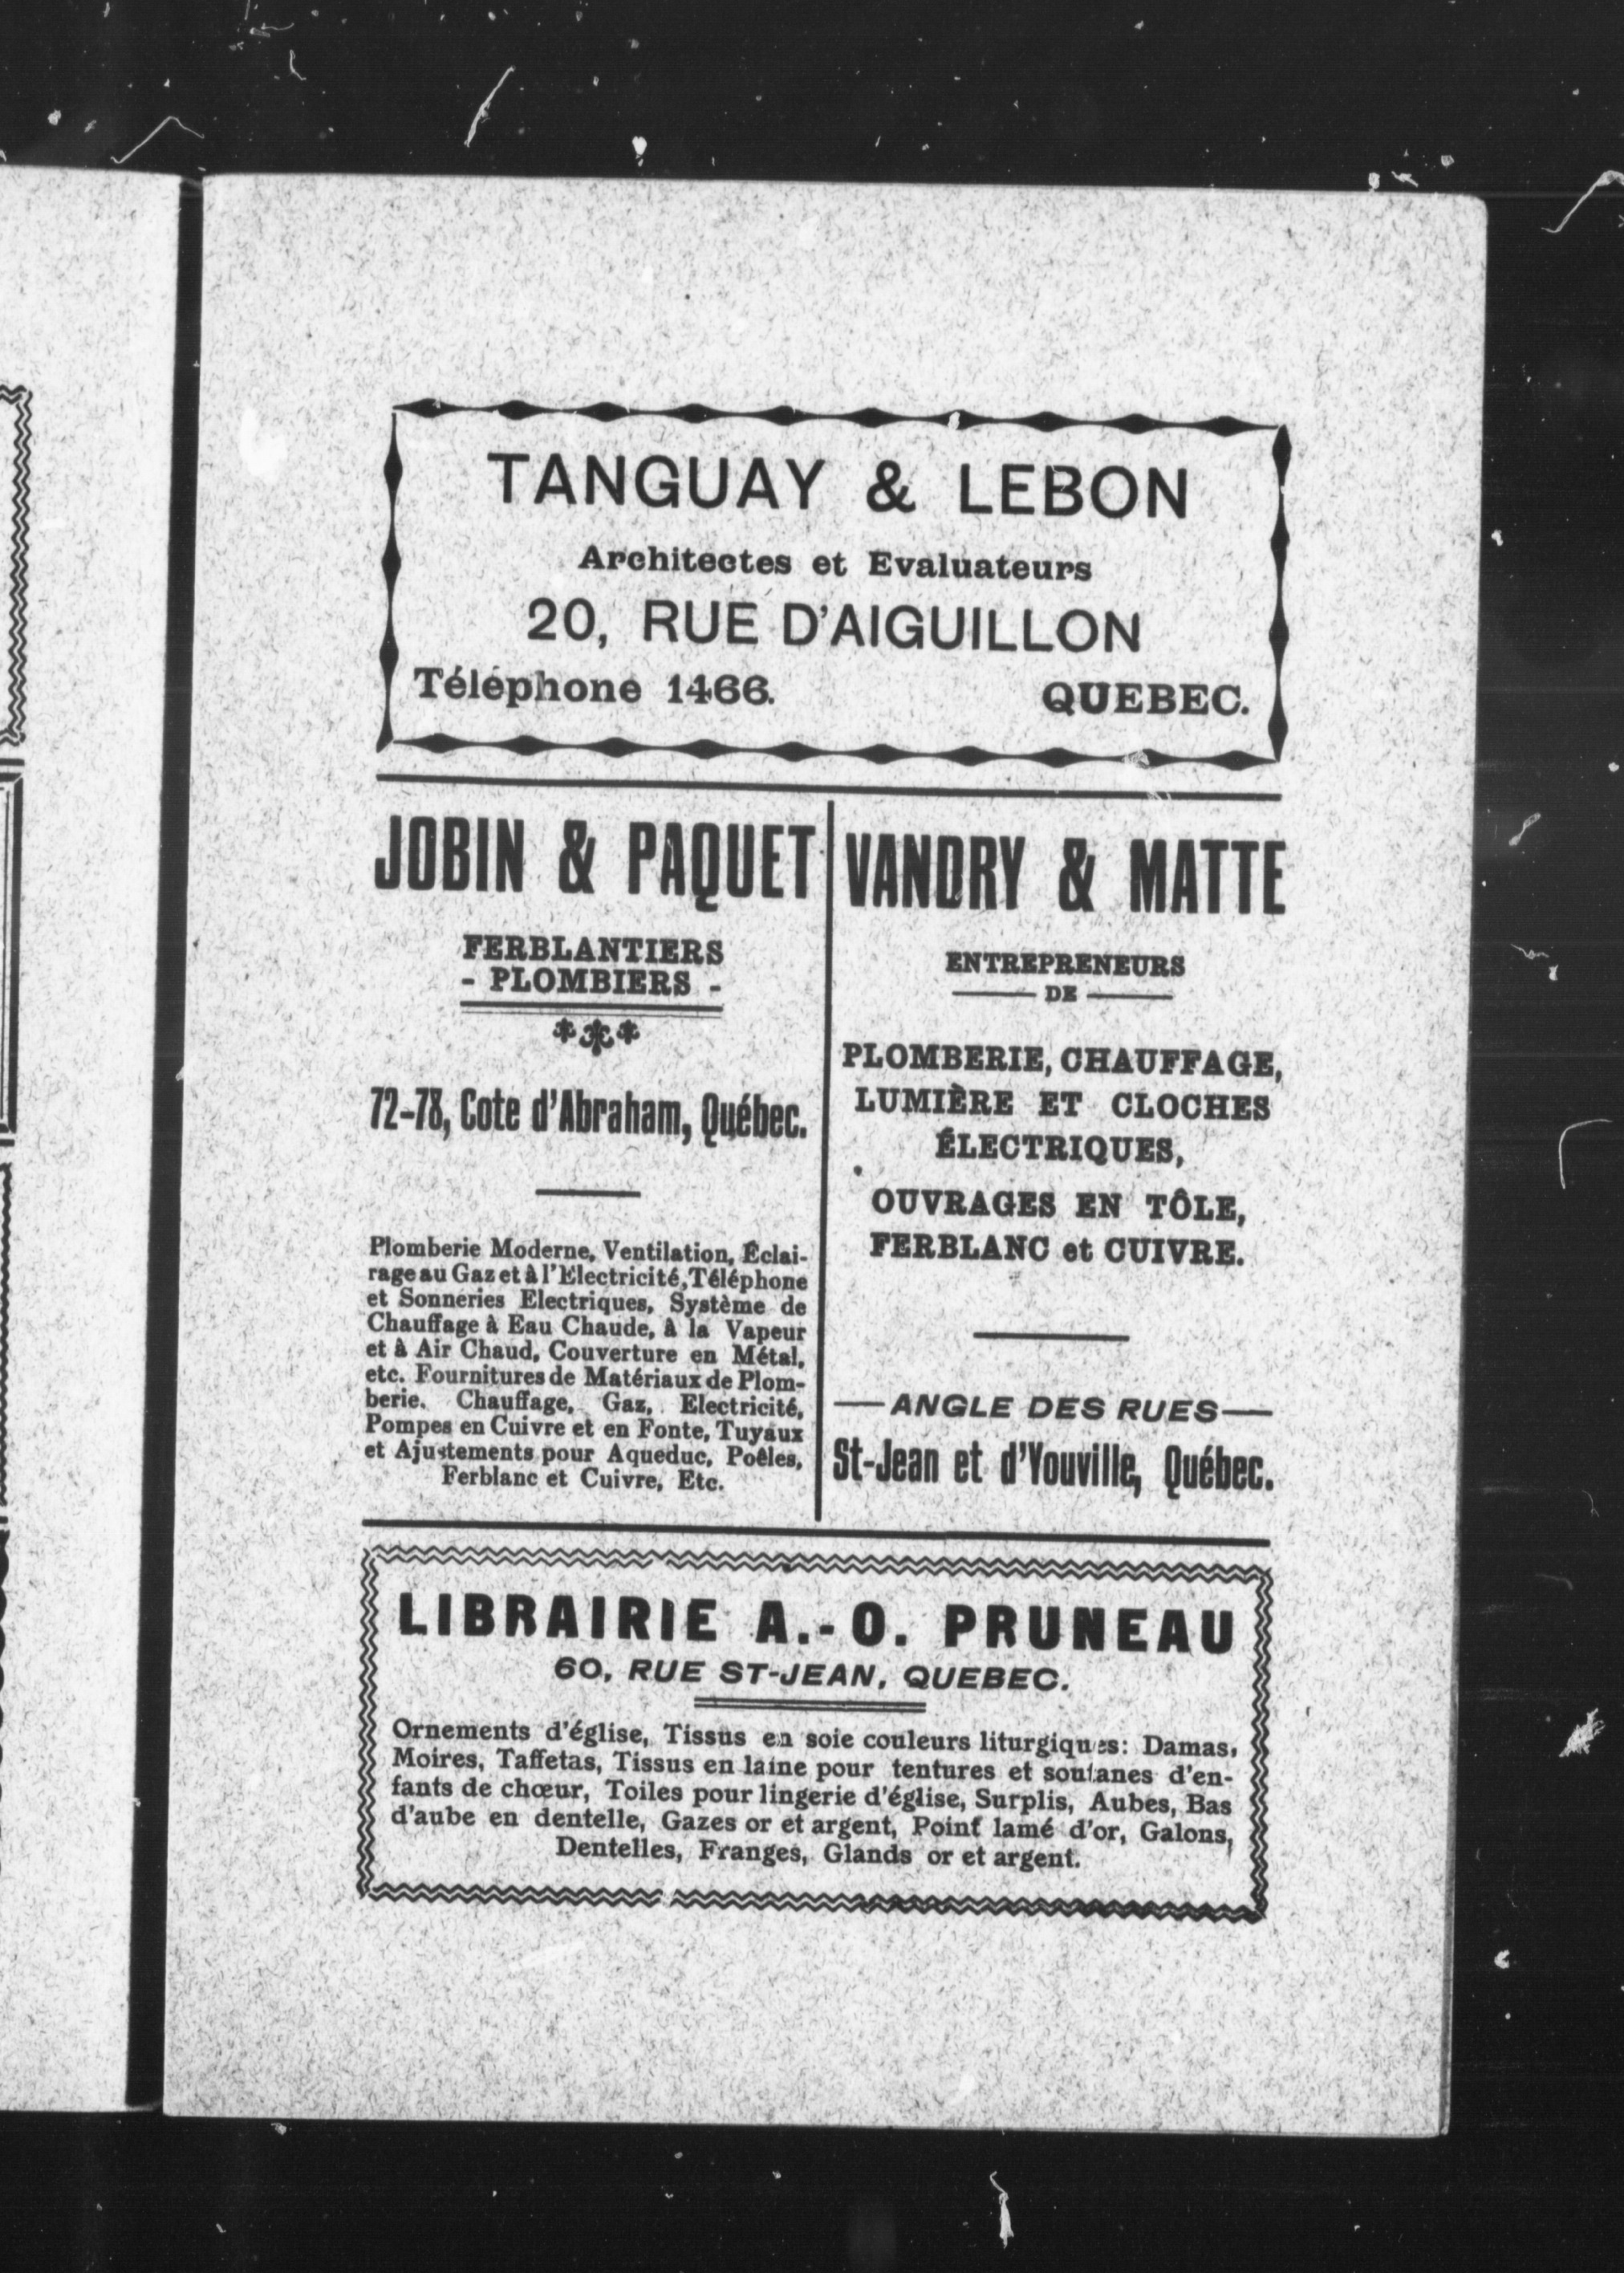 TANGUAY & LEBON
Architectes et Evaluateurs
20, RUE D'AIGUILLON
Téléphone 1466. QUEBEC.
JOBIN & PAQUET
FERBLANTIERS
- PLOMBIERS -
72-78, Cote d'Abraham, Québec.
Plomberie Moderne, Ventilation, Éclai-
rage au Gaz et à l'Electricité, Téléphone
et Sonneries Electriques, Système de
Chauffage à Eau Chaude, à la Vapeur
et à Air Chaud, Couverture en Métal,
etc. Fournitures de Matériaux de Plom-
berie. Chauffage, Gaz, Electricité,
Pompes en Cuivre et en Fonte, Tuyaux
et Ajustements pour Aqueduc, Poêles,
Ferblanc et Cuivre, Etc.
VANDRY & MATTE
ENTREPRENEURS
DE
PLOMBERIE, CHAUFFAGE,
LUMIÈRE ET CLOCHES
ÉLECTRIQUES,
OUVRAGES EN TÔLE,
FERBLANC et CUIVRE.
—ANGLE DES RUES—
St-Jean et d'Youville, Québec.
LIBRAIRIE A.-O. PRUNEAU
60, RUE ST-JEAN, QUEBEC.
Ornements d'église, Tissus en soie couleurs liturgiques: Damas,
Moires, Taffetas, Tissus en laine pour tentures et soutanes d'en-
fants de chœur, Toiles pour lingerie d'église, Surplis, Aubes, Bas
d'aube en dentelle, Gazes or et argent, Point lamé d'or, Galons,
Dentelles, Franges, Glands or et argent.